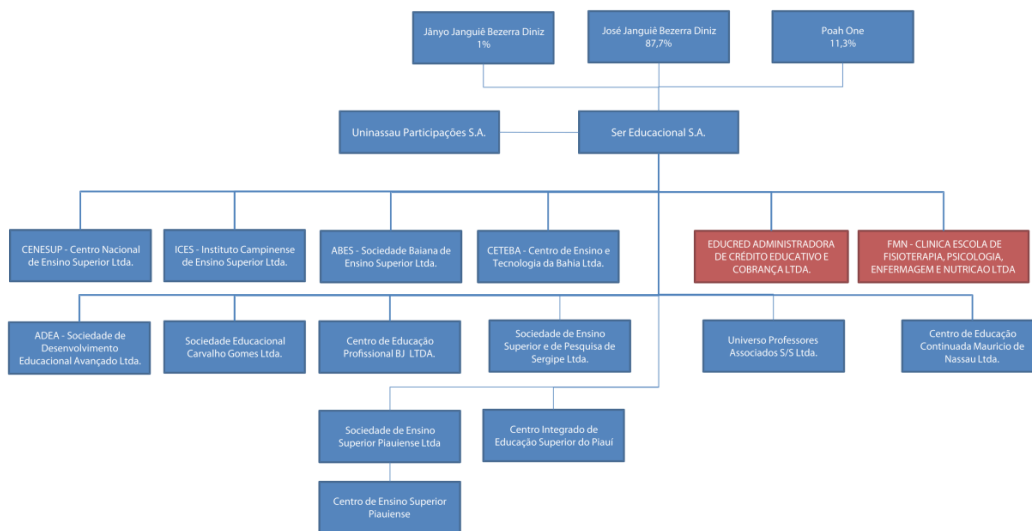 Jânyo Janguiê Bezerra Diniz
1%
José Janguiê Bezerra Diniz
87,7%
Poah One
11,3%
Uninassau Participações S.A.
Ser Educacional S.A.
CENESUP - Centro Nacional
de Ensino Superior Ltda.
ICES - Instituto Campinense
de Ensino Superior Ltda.
ABES - Sociedade Baiana de
Ensino Superior Ltda.
CETEBA - Centro de Ensino e
Tecnologia da Bahia Ltda.
EDUCRED ADMINISTRADORA
DE CRÉDITO EDUCATIVO E
COBRANÇA LTDA.
FMN - CLINICA ESCOLA DE
FISIOTERAPIA, PSICOLOGIA,
ENFERMAGEM E NUTRICAO LTDA
ADEA - Sociedade de
Desenvolvimento
Educacional Avançado Ltda.
Sociedade Educacional
Carvalho Gomes Ltda.
Centro de Educação
Profissional BJ LTDA.
Sociedade de Ensino
Superior e de Pesquisa de
Sergipe Ltda.
Universo Professores
Associados S/S Ltda.
Centro de Educação
Continuada Mauricio de
Nassau Ltda.
Sociedade de Ensino
Superior Piauiense Ltda
Centro Integrado de
Educação Superior do Piauí
Centro de Ensino Superior
Piauiense